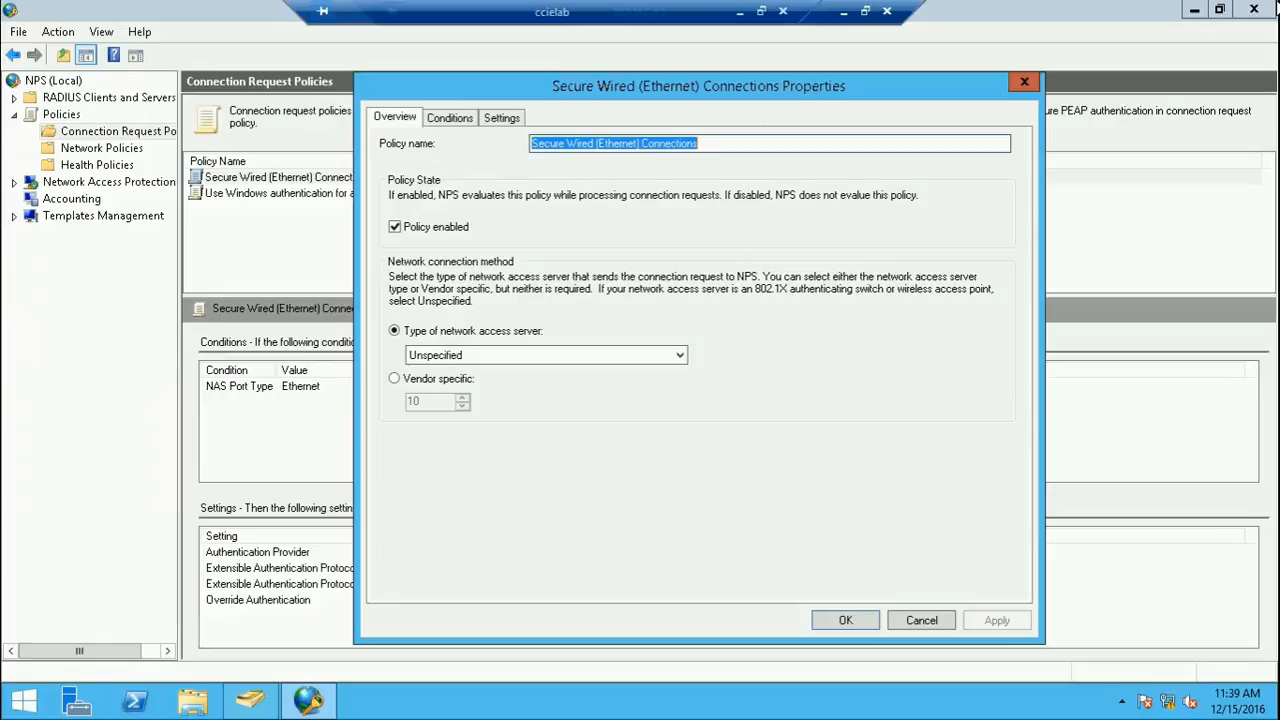 ccielab
File Action View Help
NPS (Local)
RADIUS Clients and Servers
Policies
Connection Request Po
Network Policies
Health Policies
Network Access Protection
Accounting
Templates Management
Connection Request Policies
Connection request policies
policy.
ure PEAP authentication in connection request
Policy Name
Secure Wired (Ethernet) Connect
Use Windows authentication for a
Secure Wired (Ethernet) Conne
Conditions - If the following conditio
Condition Value
NAS Port Type Ethernet
Settings - Then the following settin
Setting
Authentication Provider
Extensible Authentication Protoco
Extensible Authentication Protoco
Override Authentication
Secure Wired (Ethernet) Connections Properties
Overview Conditions Settings
Policy name: Secure Wired (Ethernet) Connections
Policy State
If enabled, NPS evaluates this policy while processing connection requests. If disabled, NPS does not evalue this policy.
Policy enabled
Network connection method
Select the type of network access server that sends the connection request to NPS. You can select either the network access server
type or Vendor specific, but neither is required. If your network access server is an 802.1X authenticating switch or wireless access point,
select Unspecified.
Type of network access server:
Unspecified
Vendor specific:
10
OK Cancel Apply
11:39 AM
12/15/2016